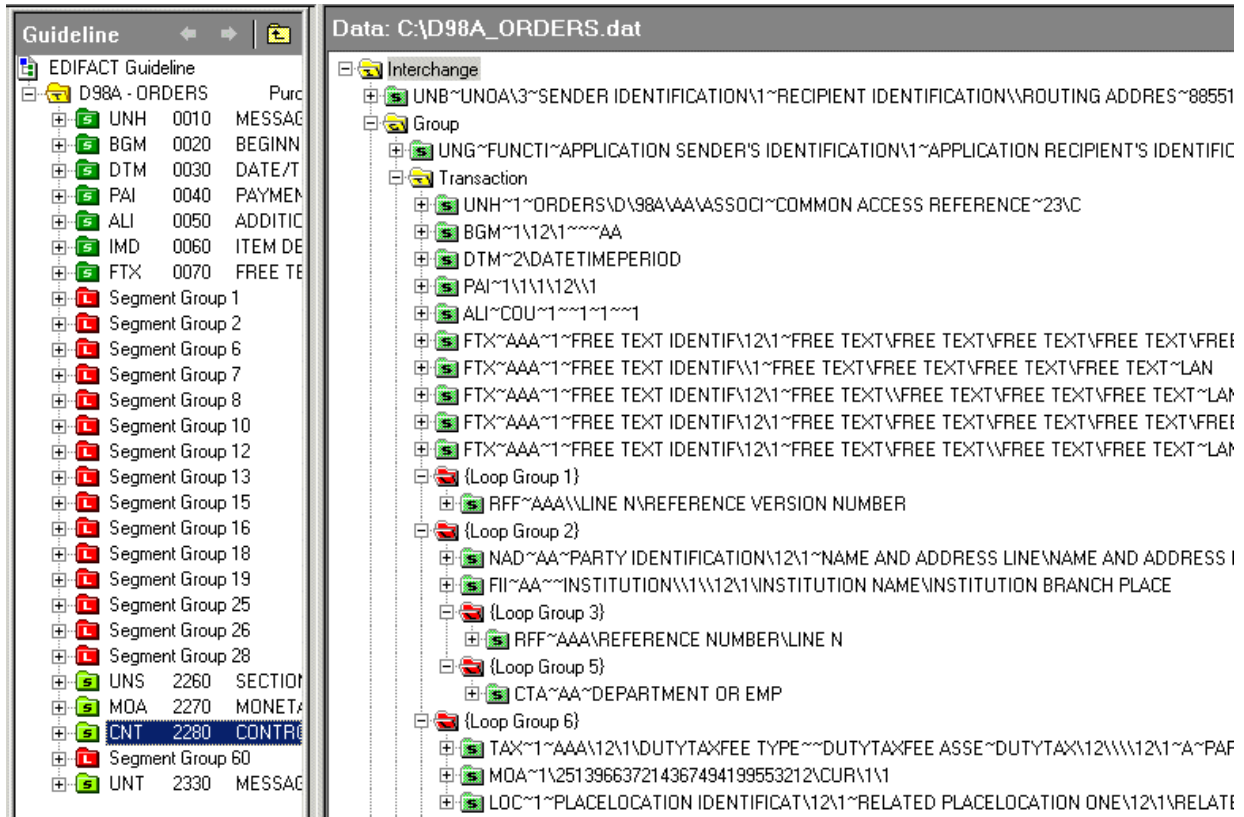 Guideline
EDIFACT Guideline
D98A - ORDERS Purc
UNH 0010 MESSAG
BGM 0020 BEGINN
DTM 0030 DATE/T
PAI 0040 PAYMEN
ALI 0050 ADDITIC
IMD 0060 ITEM DE
FTX 0070 FREE TE
Segment Group 1
Segment Group 2
Segment Group 6
Segment Group 7
Segment Group 8
Segment Group 10
Segment Group 12
Segment Group 13
Segment Group 15
Segment Group 16
Segment Group 18
Segment Group 19
Segment Group 25
Segment Group 26
Segment Group 28
UNS 2260 SECTION
MOA 2270 MONETA
CNT 2280 CONTRO
Segment Group 60
UNT 2330 MESSAG
Data: C:\D98A_ORDERS.dat
Interchange
UNB~UNOA\3~SENDER IDENTIFICATION\1~RECIPIENT IDENTIFICATION\\ROUTING ADDRES~88551
Group
UNG~FUNCTI~APPLICATION SENDER'S IDENTIFICATION\1~APPLICATION RECIPIENT'S IDENTIFIC
Transaction
UNH~1~ORDERS\D\98A\AA\ASSOCI~COMMON ACCESS REFERENCE~23\C
BGM~1\12\1~~~AA
DTM~2\DATETIMEPERIOD
PAI~1\1\1\12\\1
ALI~COU~1~~1~1~~1
FTX~AAA~1~FREE TEXT IDENTIF\12\1~FREE TEXT\FREE TEXT\FREE TEXT\FREE TEXT\FREE
FTX~AAA~1~FREE TEXT IDENTIF\\1~FREE TEXT\FREE TEXT\FREE TEXT\FREE TEXT~LAN
FTX~AAA~1~FREE TEXT IDENTIF\12\1~FREE TEXT\\FREE TEXT\FREE TEXT\FREE TEXT~LAN
FTX~AAA~1~FREE TEXT IDENTIF\12\1~FREE TEXT\FREE TEXT\FREE TEXT\FREE TEXT\FREE
FTX~AAA~1~FREE TEXT IDENTIF\12\1~FREE TEXT\FREE TEXT\\FREE TEXT\FREE TEXT~LAN
{Loop Group 1}
RFF~AAA\\LINE N\REFERENCE VERSION NUMBER
{Loop Group 2}
NAD~AA~PARTY IDENTIFICATION\12\1~NAME AND ADDRESS LINE\NAME AND ADDRESS
FII~AA~~INSTITUTION\\1\\12\1\INSTITUTION NAME\INSTITUTION BRANCH PLACE
{Loop Group 3}
RFF~AAA\REFERENCE NUMBER\LINE N
{Loop Group 5}
CTA~AA~DEPARTMENT OR EMP
{Loop Group 6}
TAX~1~AAA\12\1\DUTYTAXFEE TYPE~~DUTYTAXFEE ASSE~DUTYTAX\12\\\\12\1~A~PAR
MOA~1\251396637214367494199553212\CUR\1\1
LOC~1~PLACELOCATION IDENTIFICAT\12\1~RELATED PLACELOCATION ONE\12\1\RELATE